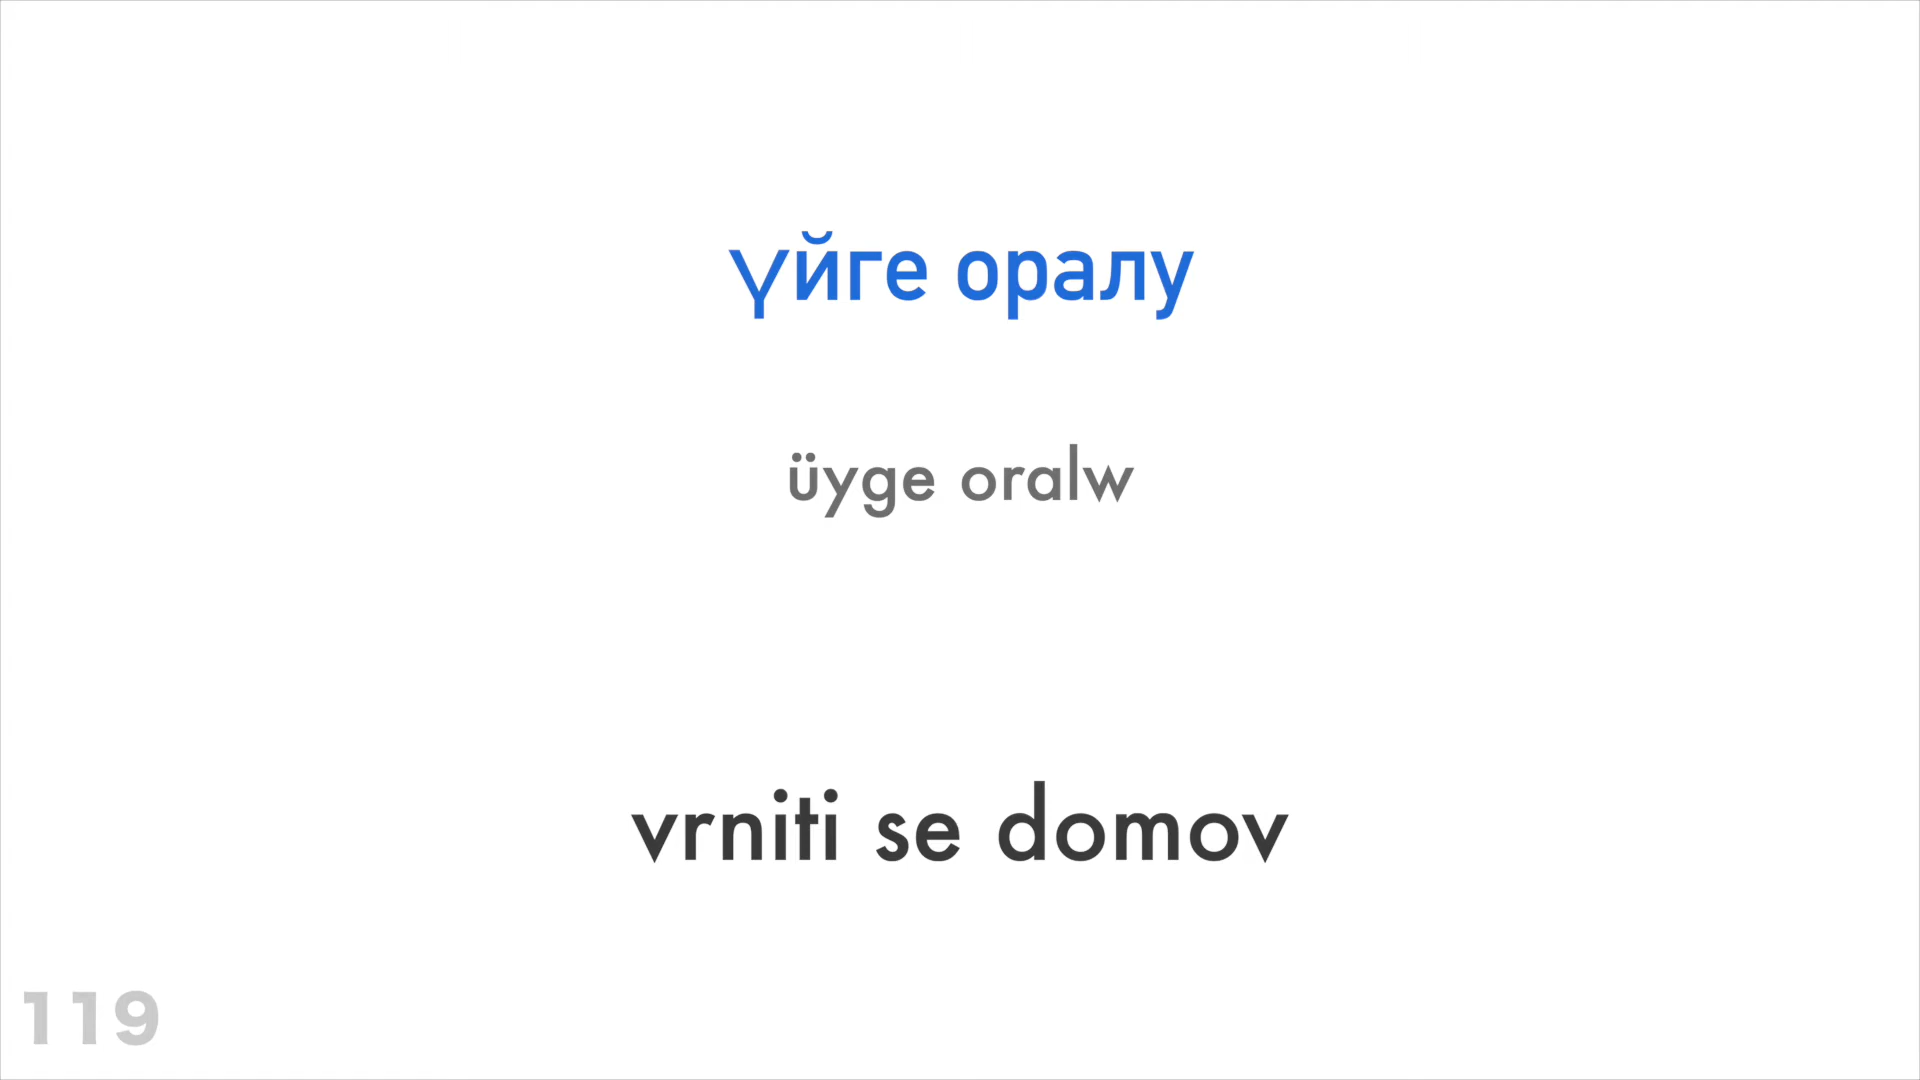 үйге оралу
üyge oralw
vrniti se domov
119